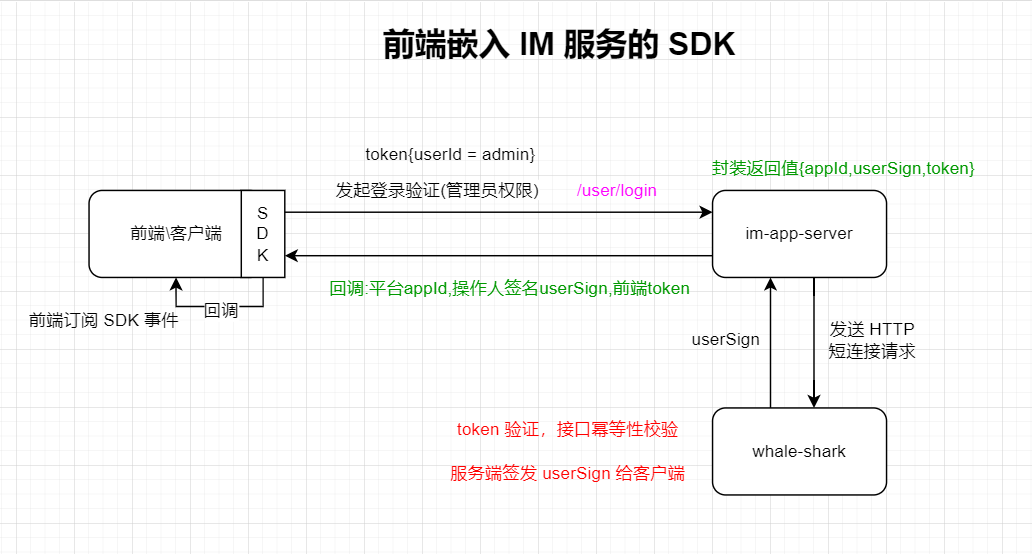 前端嵌入 IM 服务的 SDK
token{userId = admin}
封装返回值{appId,userSign,token}
发起登录验证(管理员权限)
/user/login
前端\客户端
S
D
K
im-app-server
回调:平台appId,操作人签名userSign,前端token
回调
前端订阅 SDK 事件
userSign
发送 HTTP
短连接请求
token 验证，接口幂等性校验
服务端签发 userSign 给客户端
whale-shark